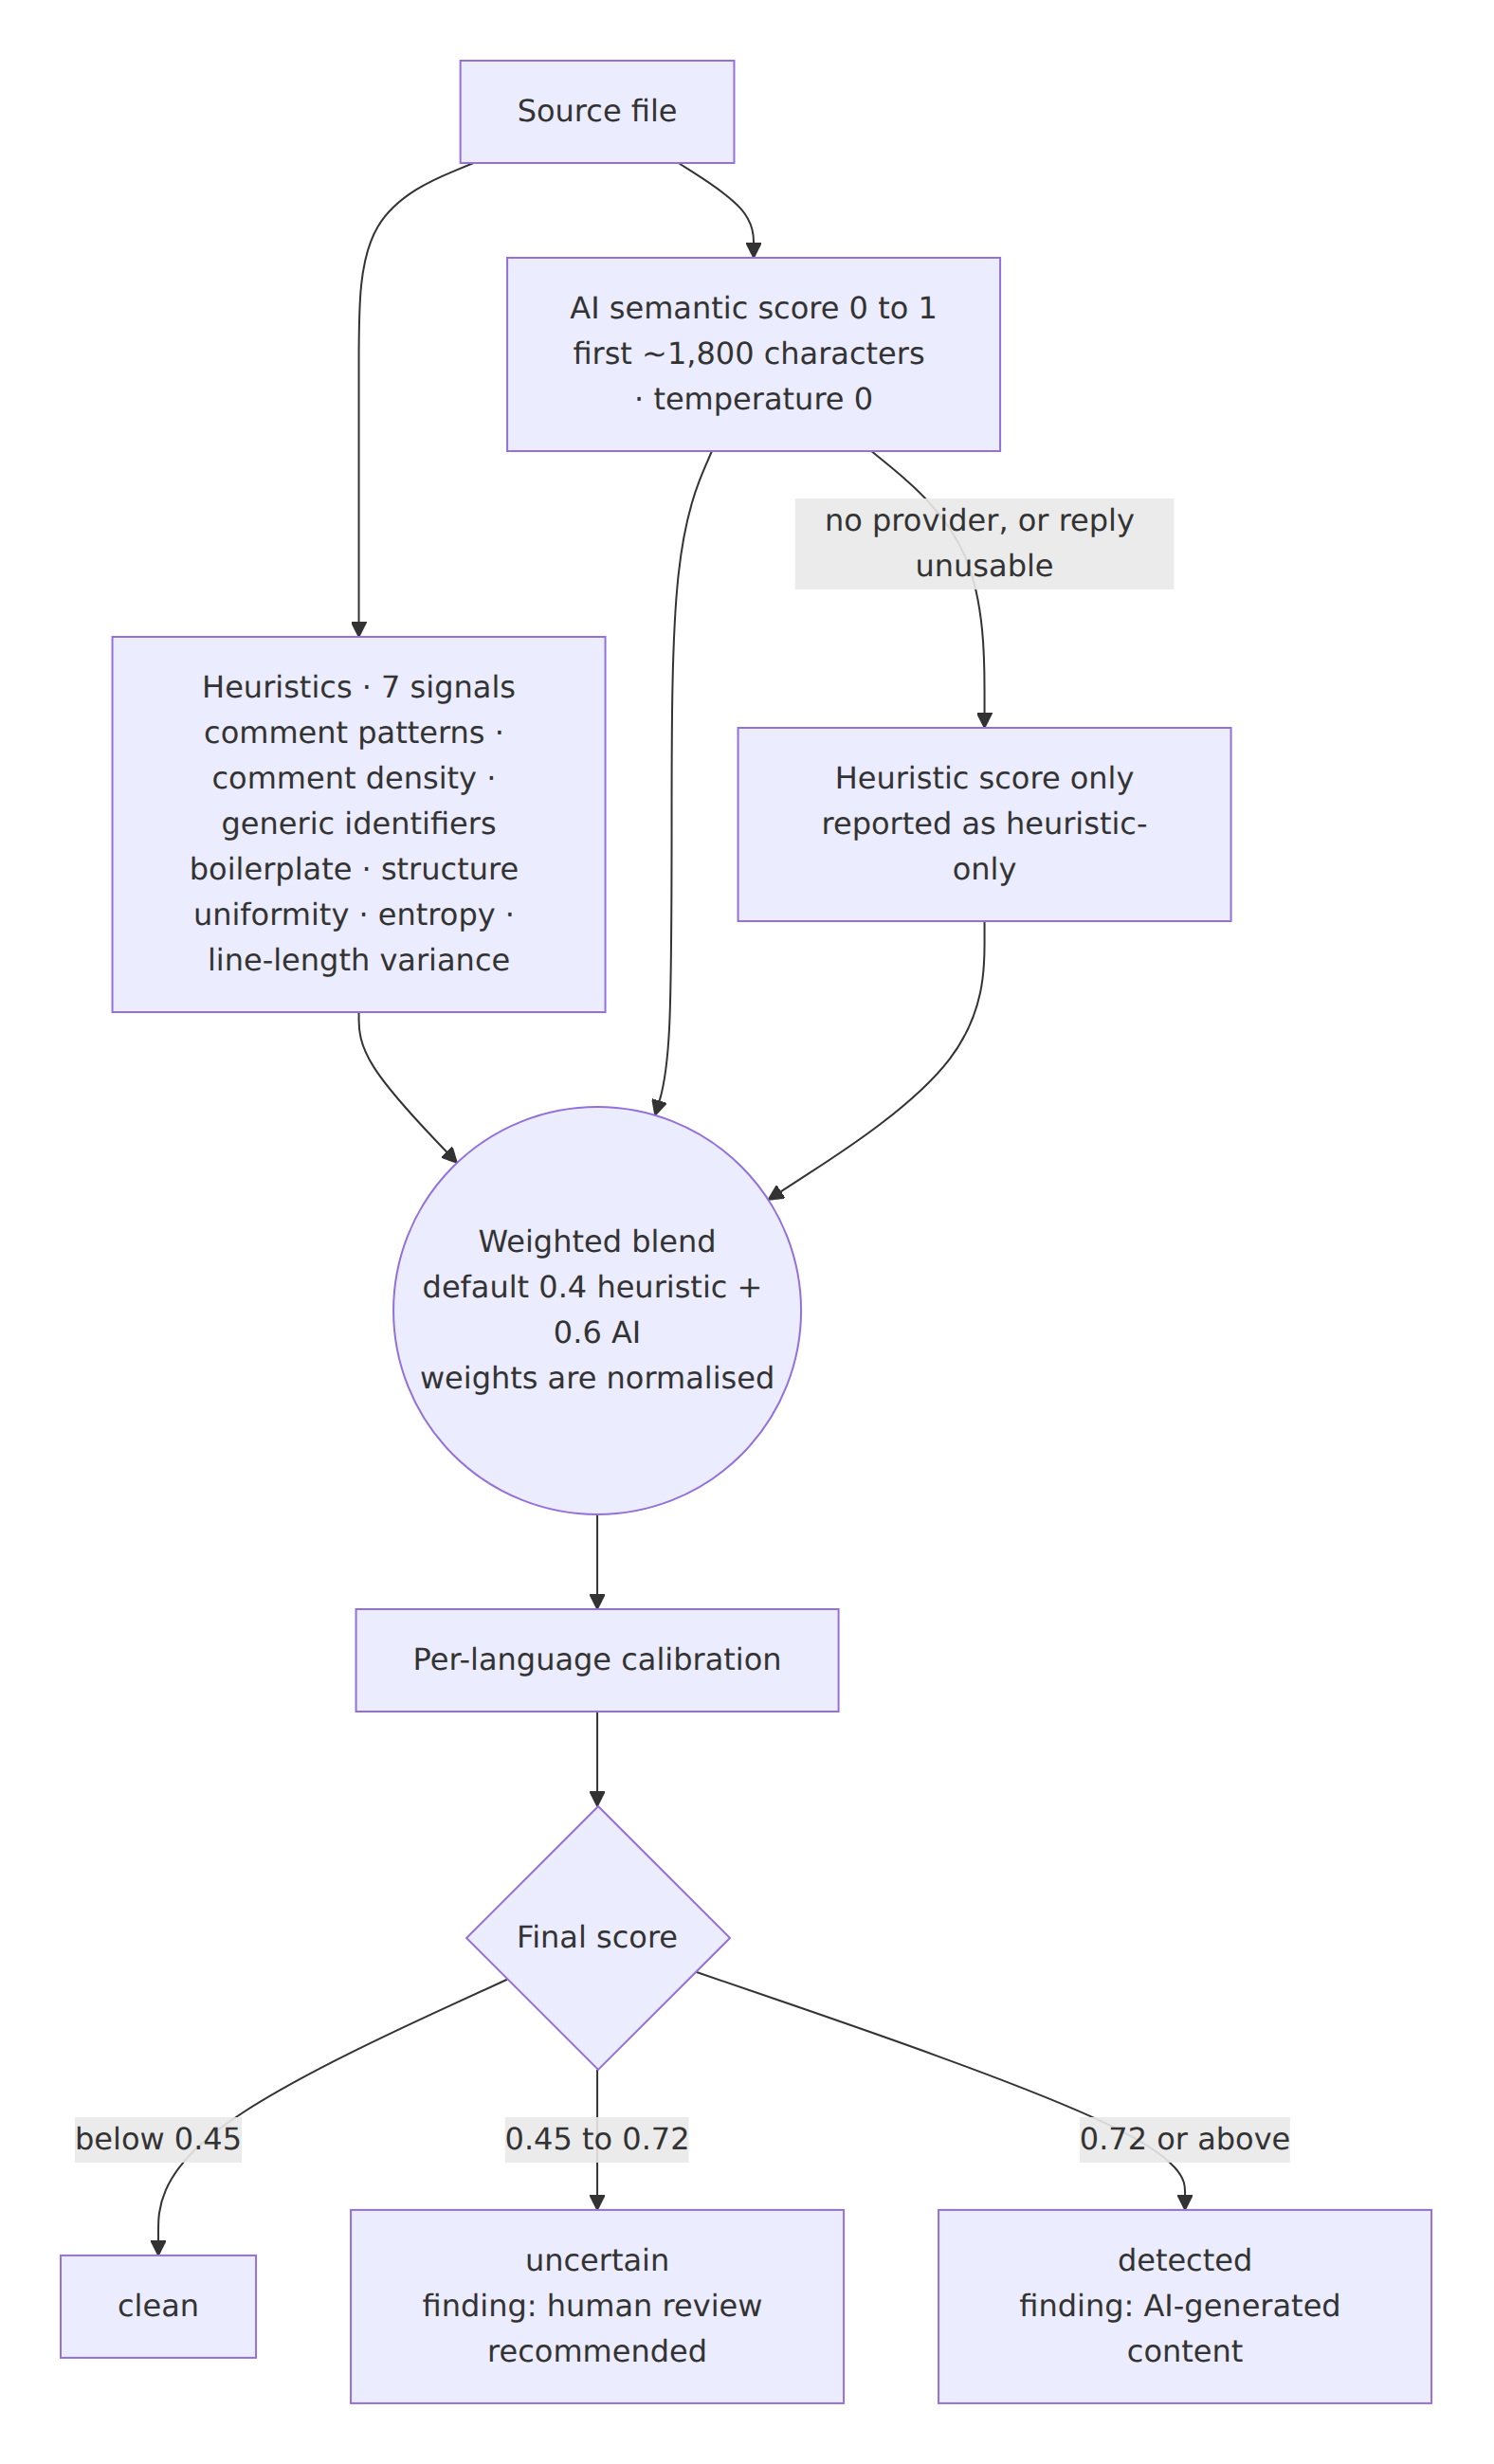 Source file
AI semantic score 0 to 1
first ~1,800 characters
· temperature 0
no provider, or reply
unusable
Heuristics · 7 signals
comment patterns ·
comment density ·
generic identifiers
boilerplate · structure
uniformity · entropy ·
line-length variance
Heuristic score only
reported as heuristic-
only
Weighted blend
default 0.4 heuristic +
0.6 AI
weights are normalised
Per-language calibration
Final score
below 0.45
0.45 to 0.72
0.72 or above
clean
uncertain
finding: human review
recommended
detected
finding: AI-generated
content